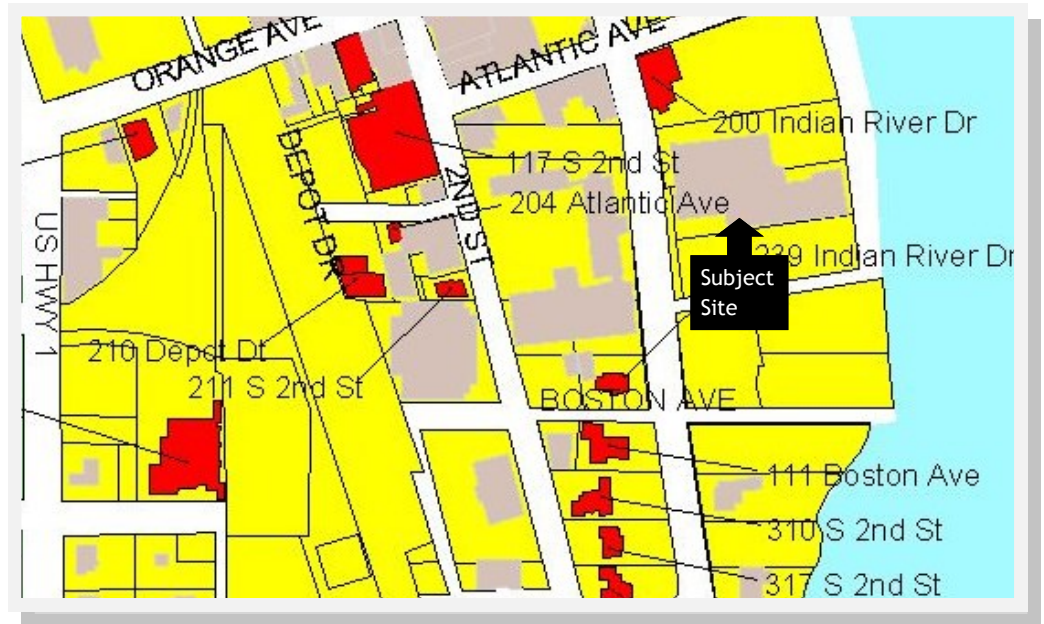 ORANGE AVE
ATLANTIC AVE
200 Indian River Dr
117 S 2nd St
DEPOT DR
2ND ST
204 Atlantic Ave
US HWY 1
239 Indian River Dr
Subject
Site
210 Depot Dt
211 S 2nd St
BOSTON AVE
111 Boston Ave
310 S 2nd St
317 S 2nd St